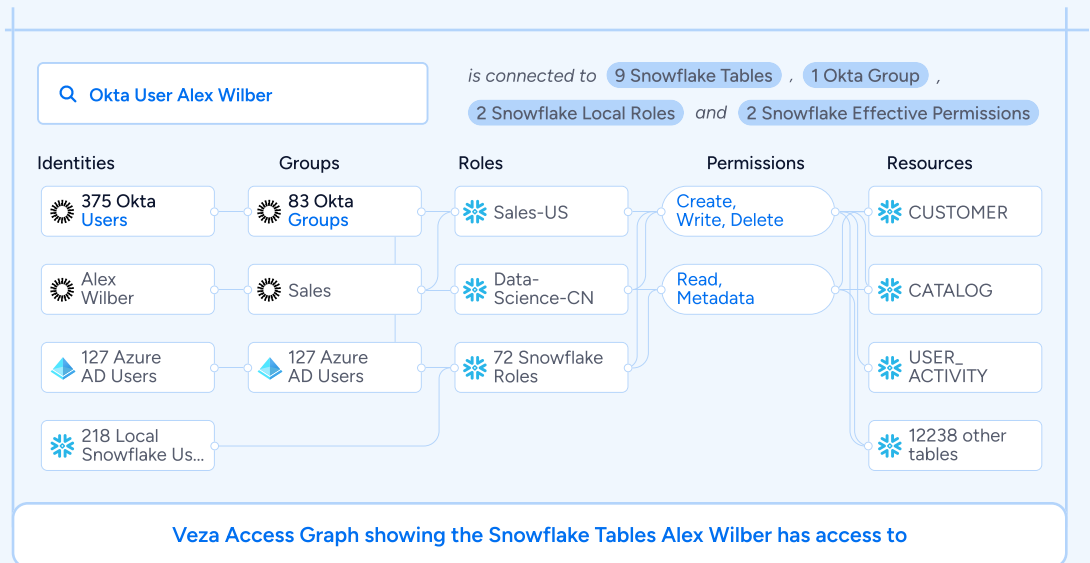 Okta User Alex Wilber
is connected to 9 Snowflake Tables , 1 Okta Group ,
2 Snowflake Local Roles and 2 Snowflake Effective Permissions
Identities Groups Roles Permissions Resources
375 Okta
Users
83 Okta
Groups
Sales-US
Create,
Write, Delete
CUSTOMER
Alex
Wilber
Sales
Data-
Science-CN
Read,
Metadata
CATALOG
127 Azure
AD Users
127 Azure
AD Users
72 Snowflake
Roles
USER_
ACTIVITY
218 Local
Snowflake Us...
12238 other
tables
Veza Access Graph showing the Snowflake Tables Alex Wilber has access to